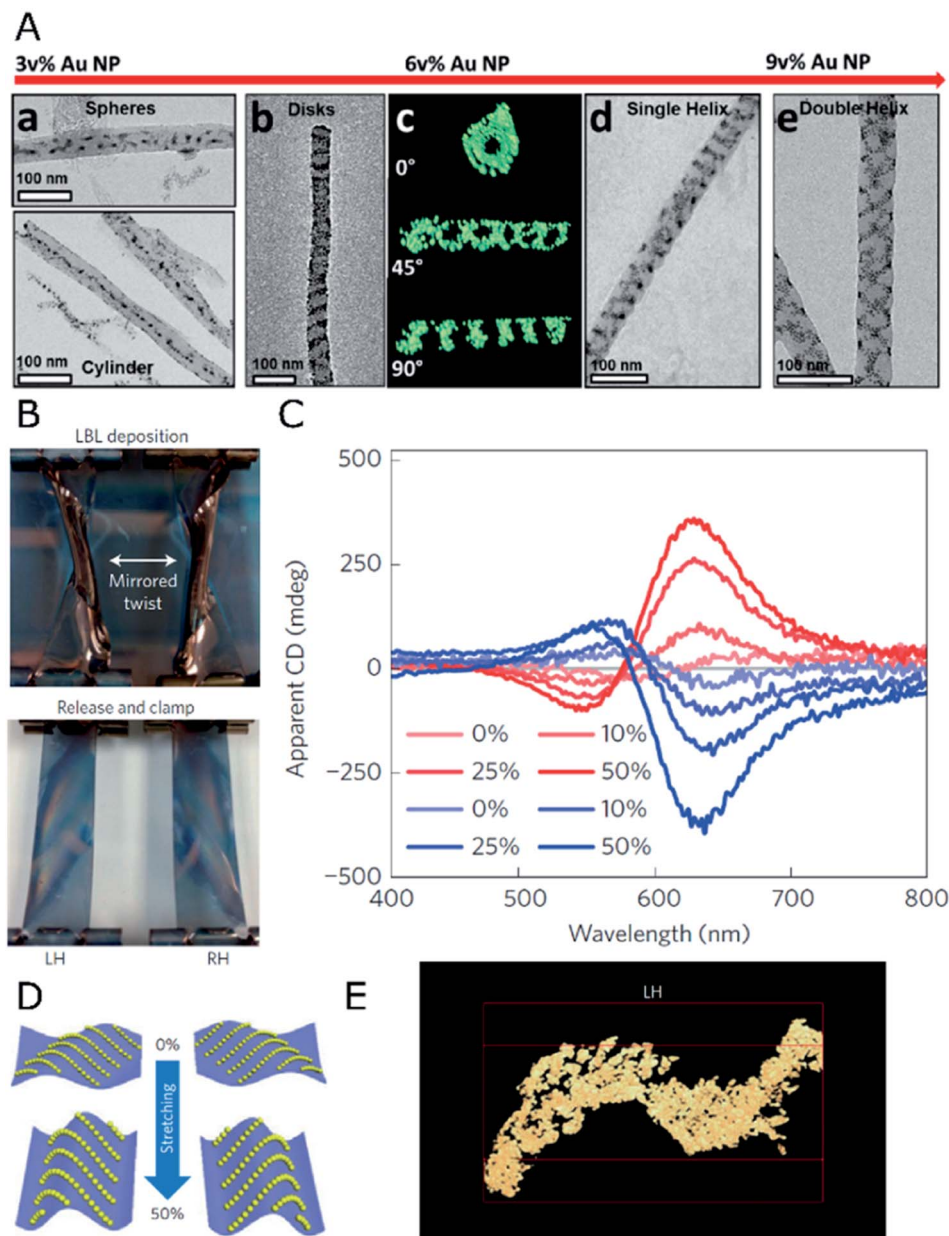 A
3v% Au NP 6v% Au NP 9v% Au NP
a Spheres
100 nm
100 nm Cylinder
b Disks
100 nm
c
0°
45°
90°
d Single Helix
100 nm
e Double Helix
100 nm
B
LBL deposition
Mirrored
twist
Release and clamp
LH RH
C
Apparent CD (mdeg)
500
250
0
−250
−500
0% 10%
25% 50%
0% 10%
25% 50%
400 500 600 700 800
Wavelength (nm)
D
0%
Stretching
50%
E
LH